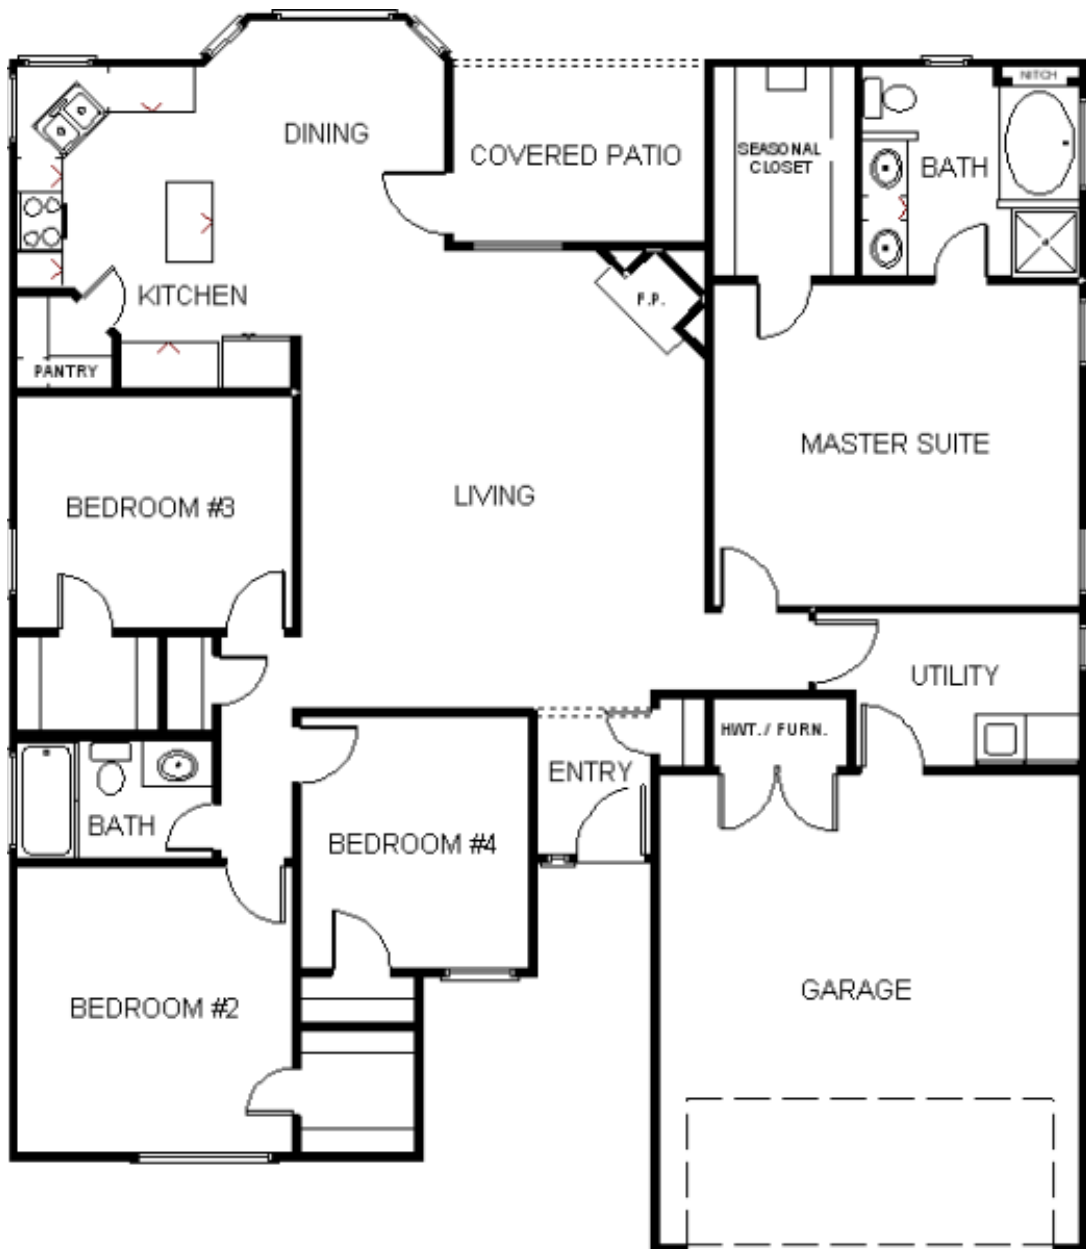 NITCH
DINING
COVERED PATIO
SEASONAL
CLOSET
BATH
KITCHEN
F.P.
PANTRY
MASTER SUITE
LIVING
BEDROOM #3
UTILITY
HWT. / FURN.
ENTRY
BATH
BEDROOM #4
GARAGE
BEDROOM #2